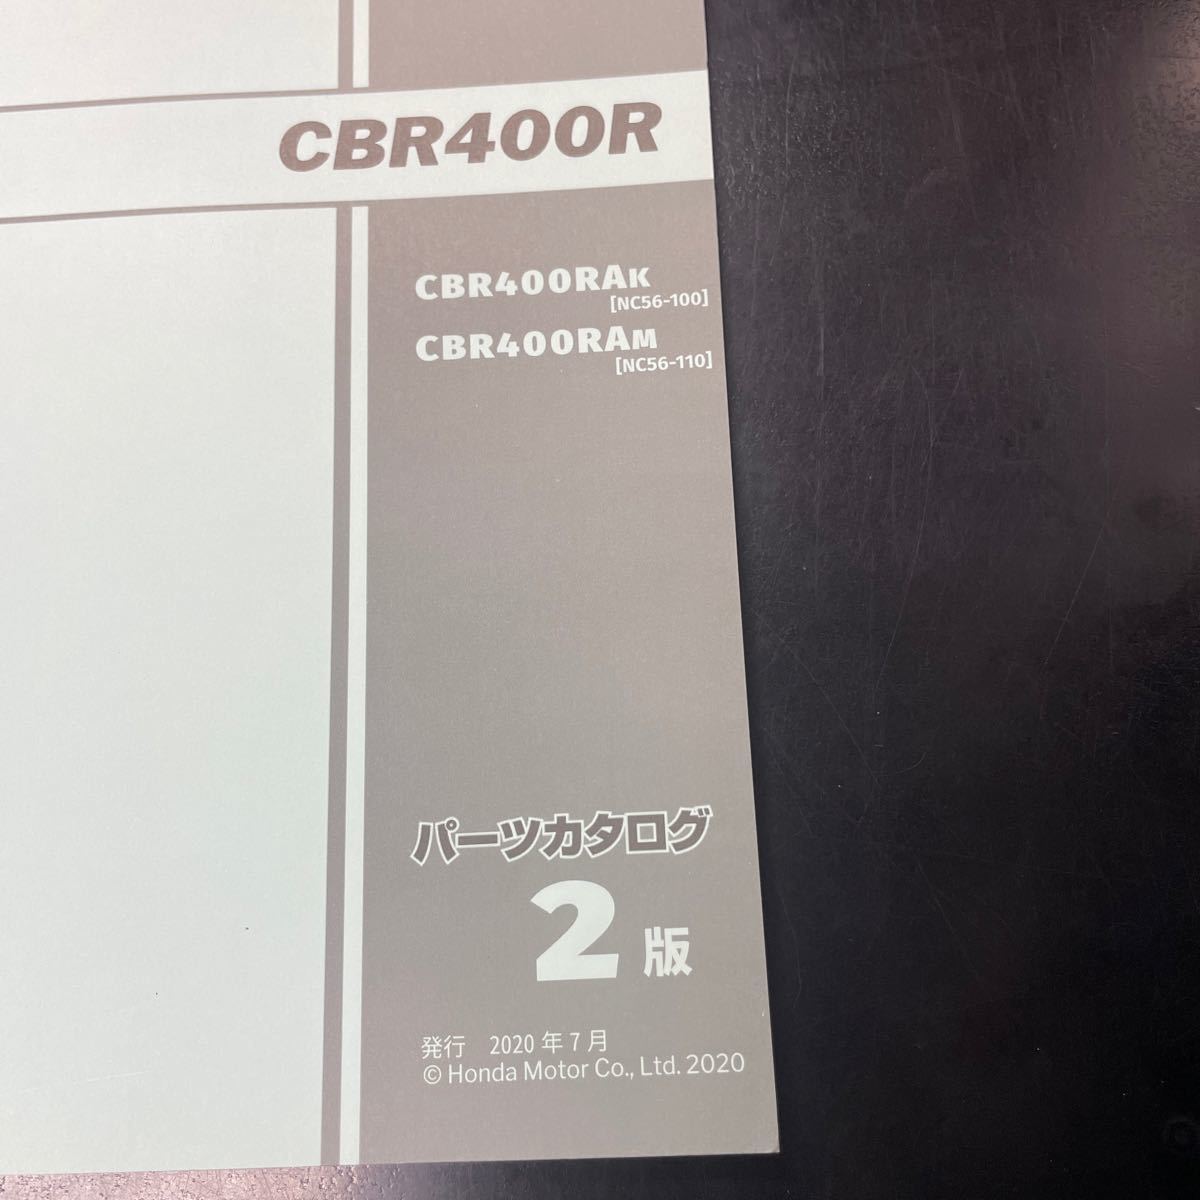 CBR400R
CBR400RAK
[NC56-100]
CBR400RAM
[NC56-110]
パーツカタログ
2版
発行 2020年7月
© Honda Motor Co., Ltd. 2020